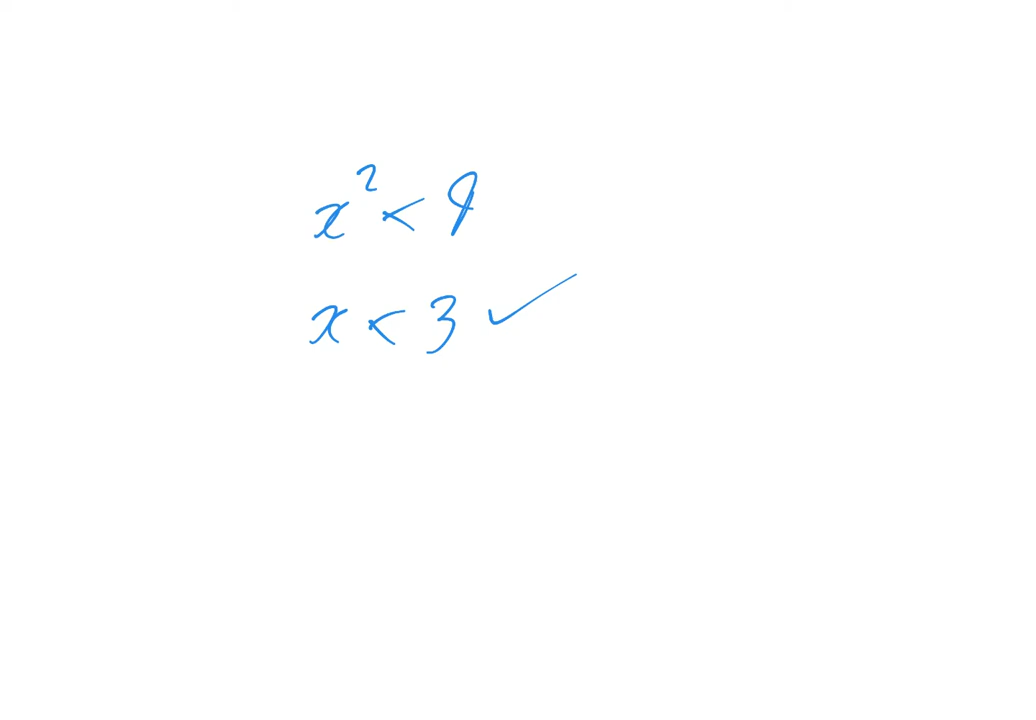 x² < 9
x < 3 ✓